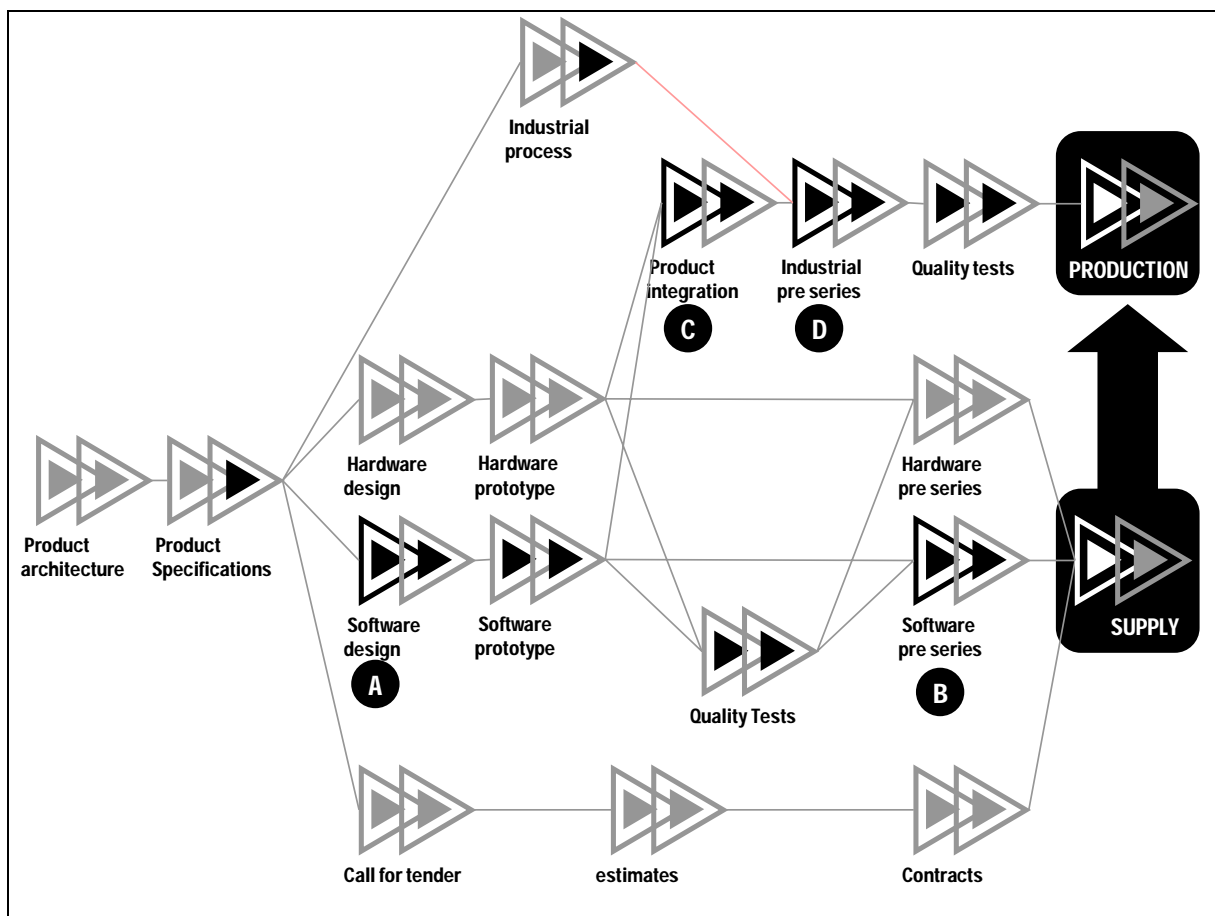 Industrial
process
Product
integration
Industrial
pre series
Quality tests
PRODUCTION
C
D
Hardware
design
Hardware
prototype
Hardware
pre series
Product
architecture
Product
Specifications
Software
design
Software
prototype
Software
pre series
SUPPLY
A
B
Quality Tests
Call for tender
estimates
Contracts